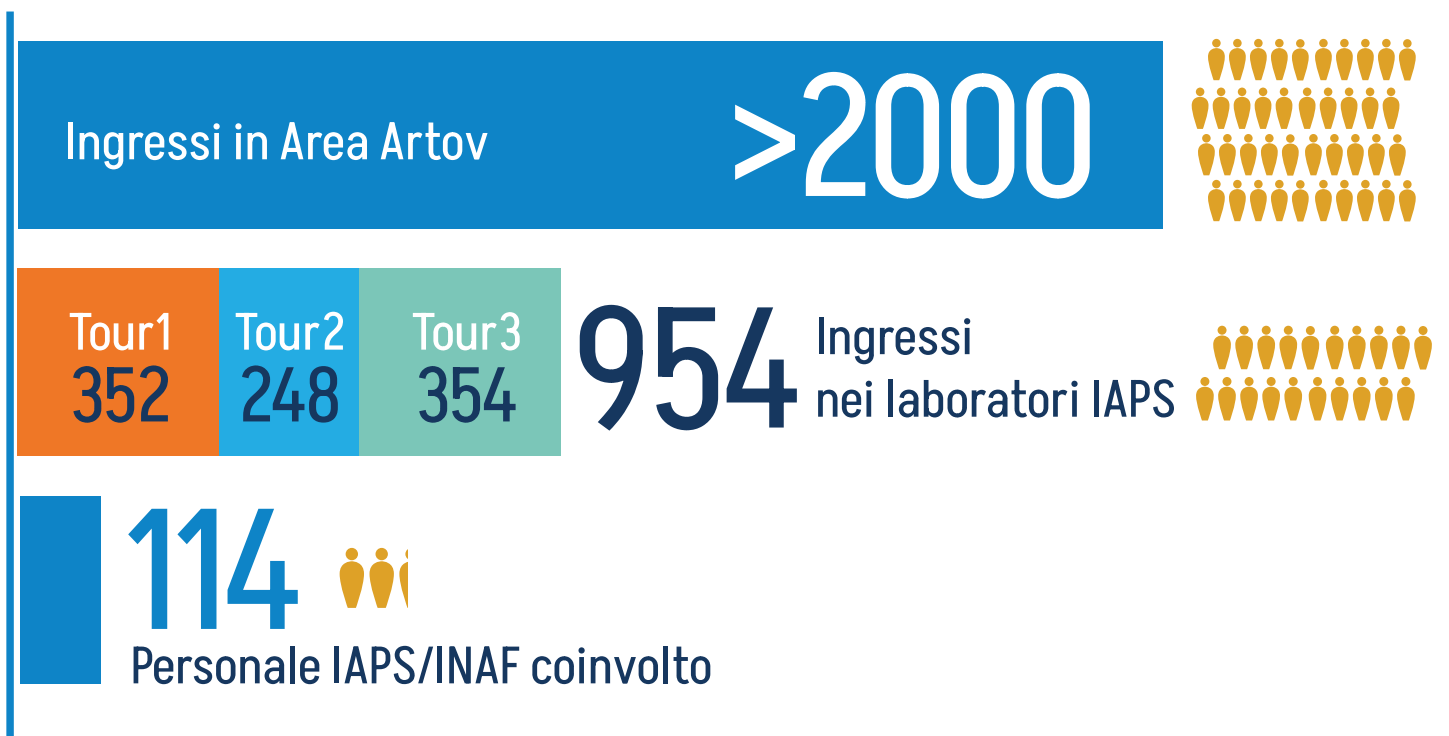 Ingressi in Area Artov >2000
Tour1 Tour2 Tour3
352 248 354
954 Ingressi
nei laboratori IAPS
114
Personale IAPS/INAF coinvolto